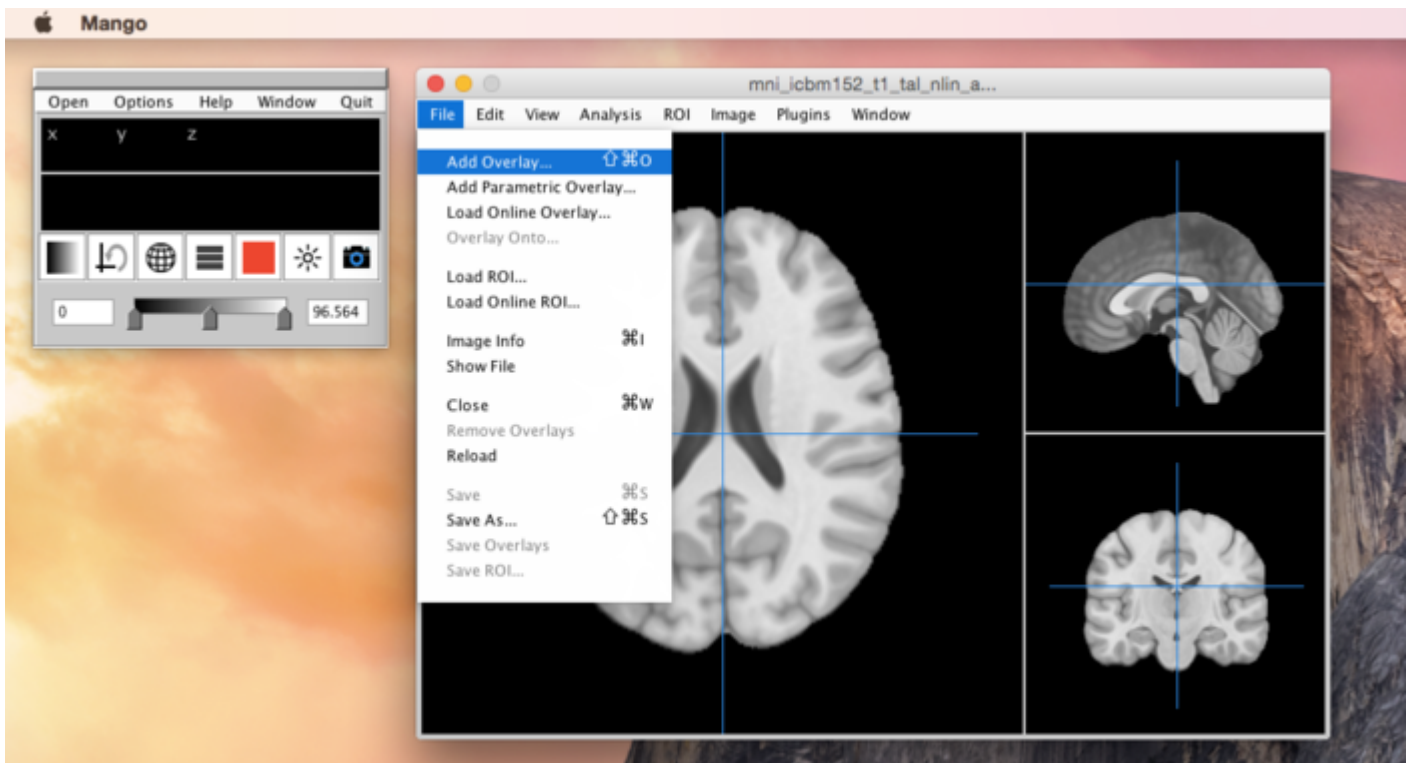 Mango
Open Options Help Window Quit
x y z
0 96.564
mni_icbm152_t1_tal_nlin_a...
File Edit View Analysis ROI Image Plugins Window
Add Overlay... ⇧⌘O
Add Parametric Overlay...
Load Online Overlay...
Overlay Onto...
Load ROI...
Load Online ROI...
Image Info ⌘I
Show File
Close ⌘W
Remove Overlays
Reload
Save ⌘S
Save As... ⇧⌘S
Save Overlays
Save ROI...